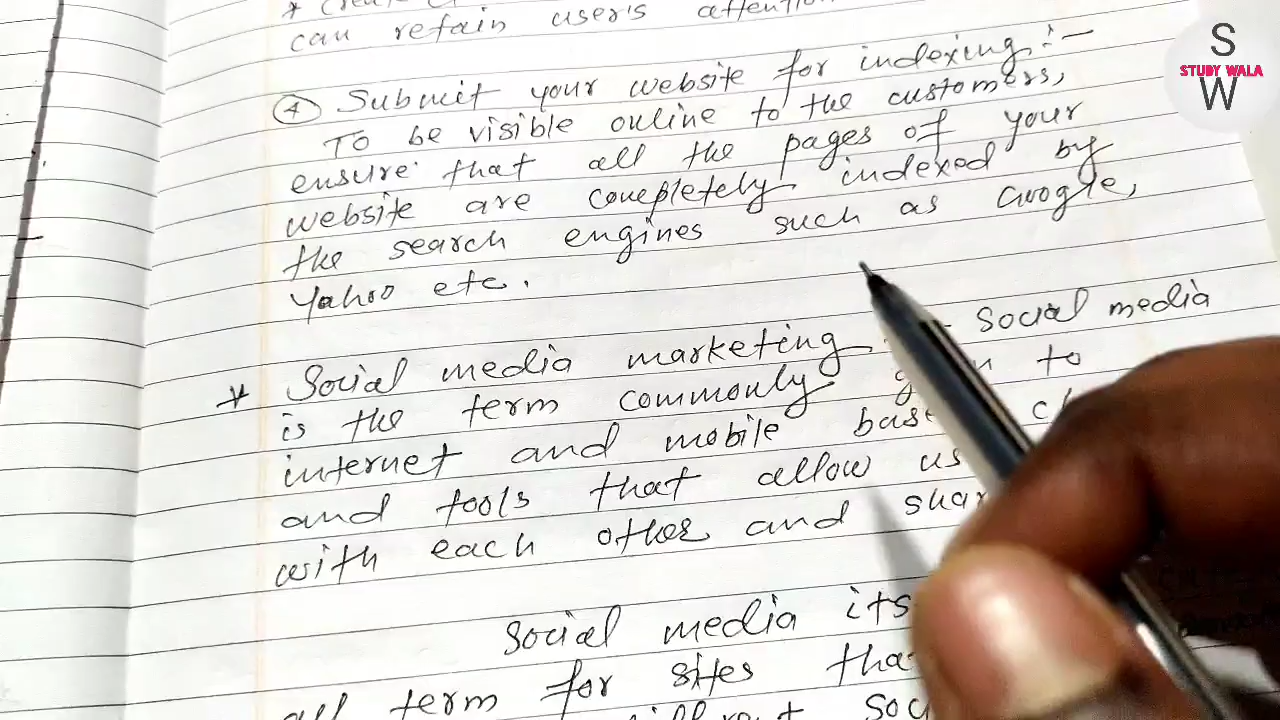 can retain user's attention
④ Submit your website for indexing :-
To be visible online to the customers,
ensure that all the pages of your
website are completely indexed by
the search engines such as Google,
Yahoo etc.
* Social media marketing :- Social media
is the term commonly to
internet and mobile
and tools that allow
with each other and
Social media
all term for sites
S
STUDY WALA
W